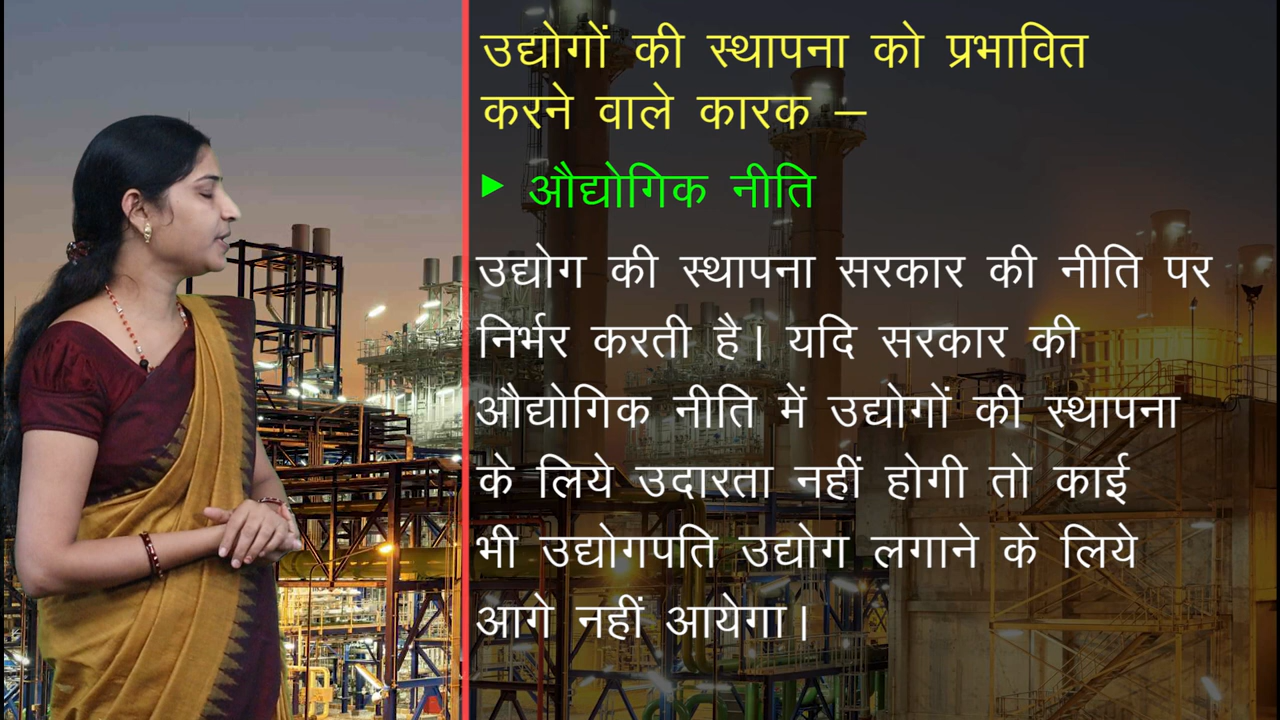 उद्योगों की स्थापना को प्रभावित
करने वाले कारक –
► औद्योगिक नीति
उद्योग की स्थापना सरकार की नीति पर
निर्भर करती है। यदि सरकार की
औद्योगिक नीति में उद्योगों की स्थापना
के लिये उदारता नहीं होगी तो काई
भी उद्योगपति उद्योग लगाने के लिये
आगे नहीं आयेगा।